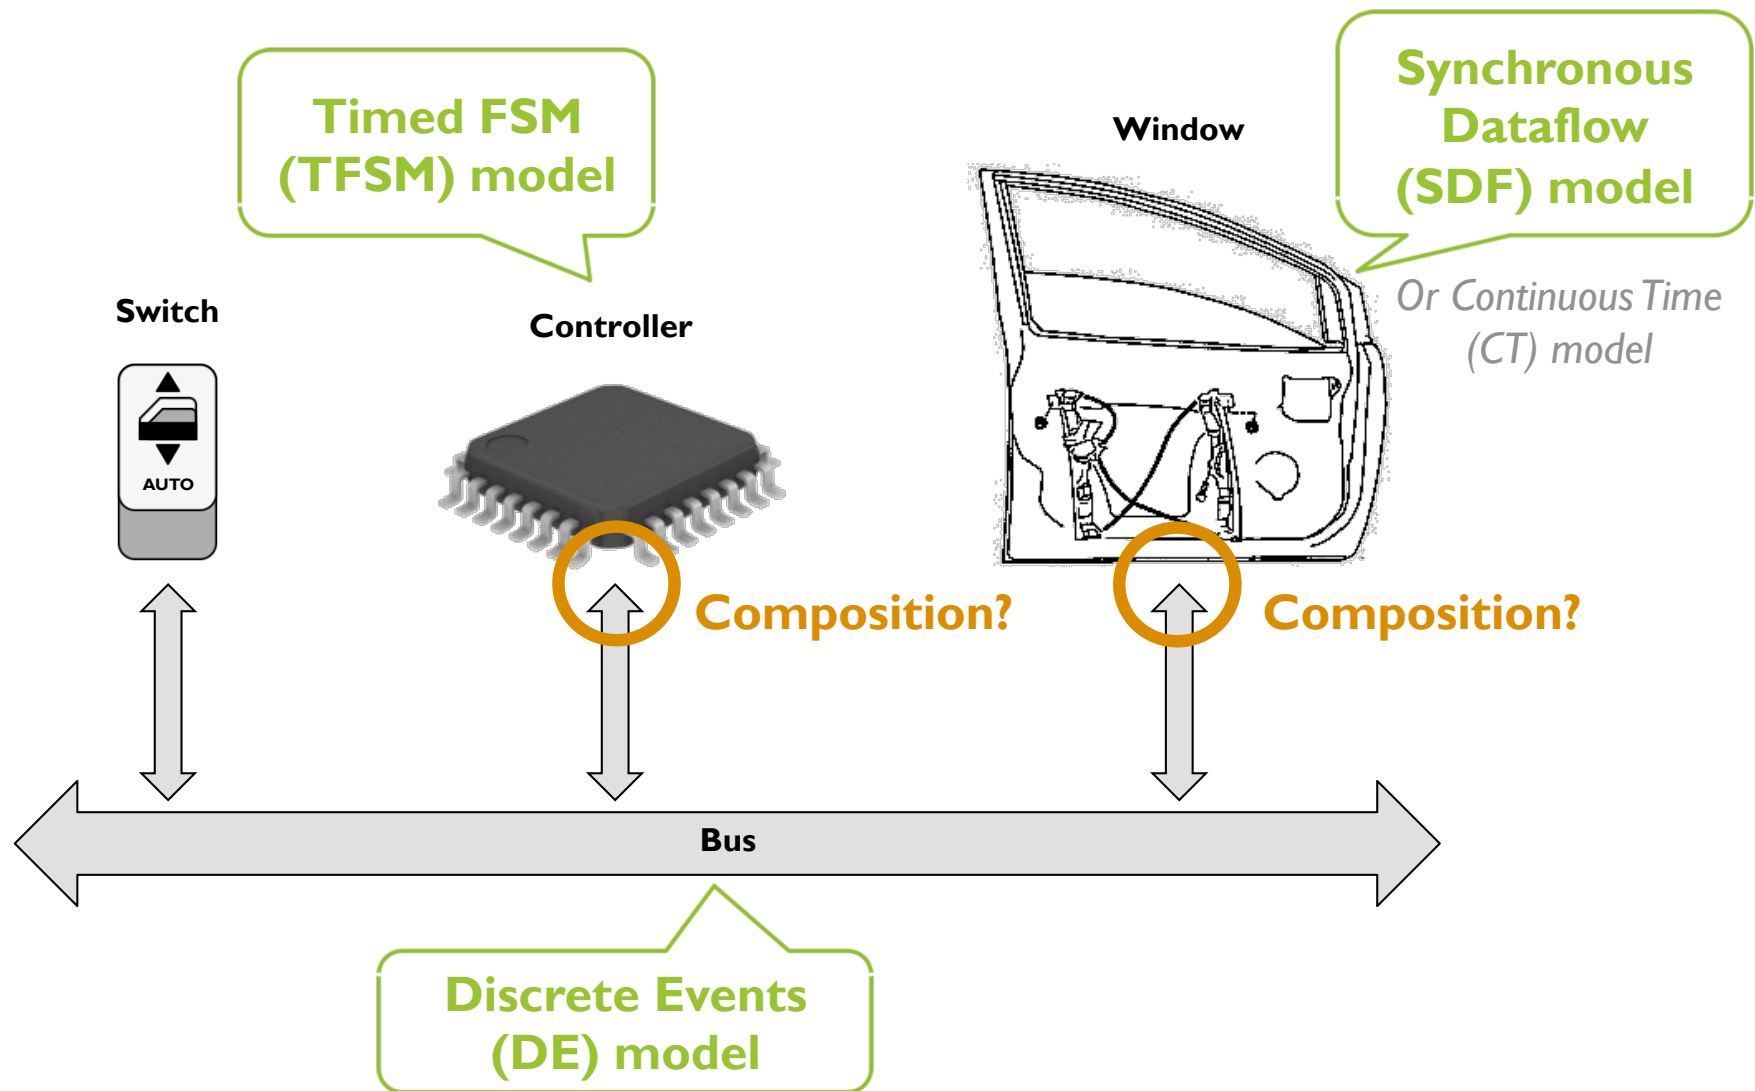 Timed FSM
(TFSM) model
Synchronous
Dataflow
(SDF) model
Window
Or Continuous Time
(CT) model
Switch
Controller
AUTO
Composition?
Composition?
Bus
Discrete Events
(DE) model